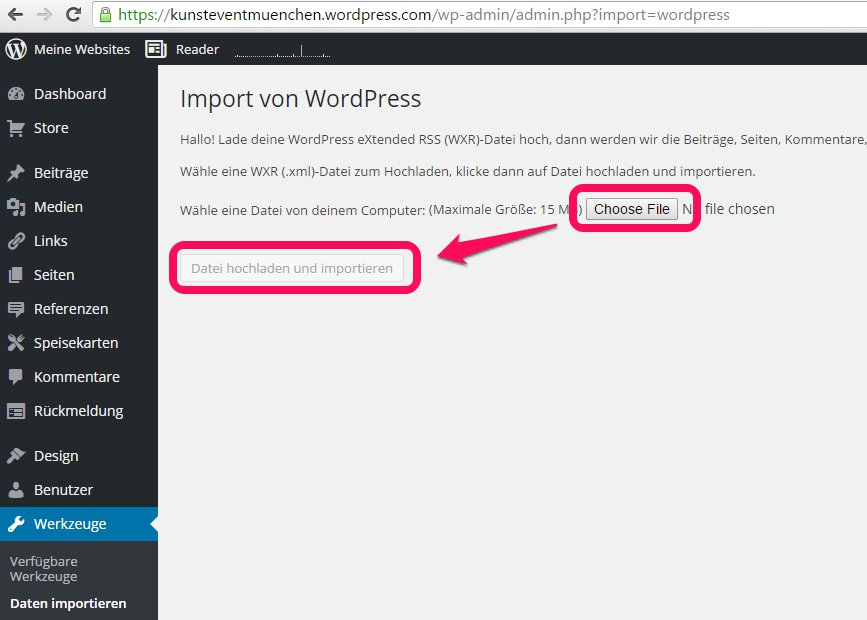 https://kunsteventmuenchen.wordpress.com/wp-admin/admin.php?import=wordpress
Meine Websites Reader
Dashboard
Store
Beiträge
Medien
Links
Seiten
Referenzen
Speisekarten
Kommentare
Rückmeldung
Design
Benutzer
Werkzeuge
Verfügbare
Werkzeuge
Daten importieren
Import von WordPress
Hallo! Lade deine WordPress eXtended RSS (WXR)-Datei hoch, dann werden wir die Beiträge, Seiten, Kommentare,
Wähle eine WXR (.xml)-Datei zum Hochladen, klicke dann auf Datei hochladen und importieren.
Wähle eine Datei von deinem Computer: (Maximale Größe: 15 Choose File file chosen
Datei hochladen und importieren